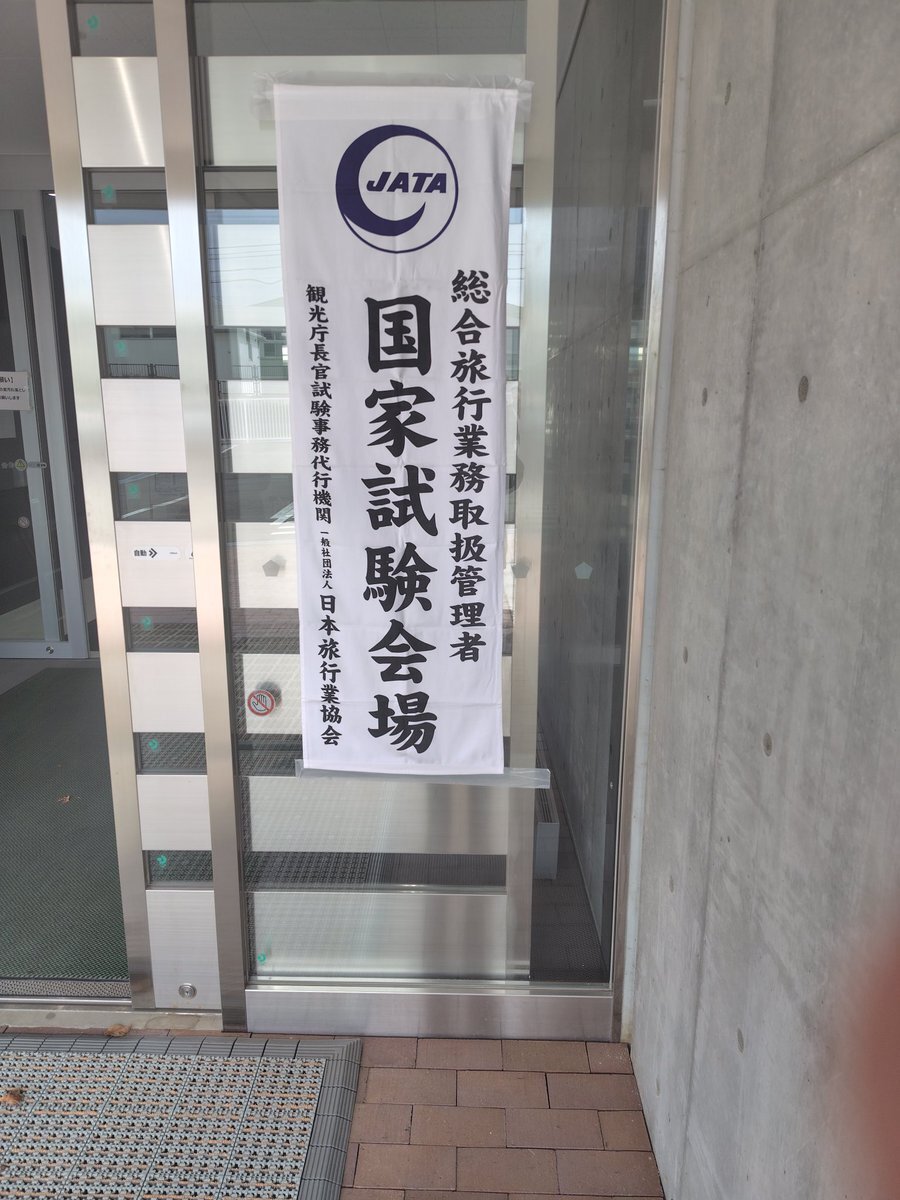 JATA
総合旅行業務取扱管理者
国家試験会場
観光庁長官試験事務代行機関 一般社団法人 日本旅行業協会
自動